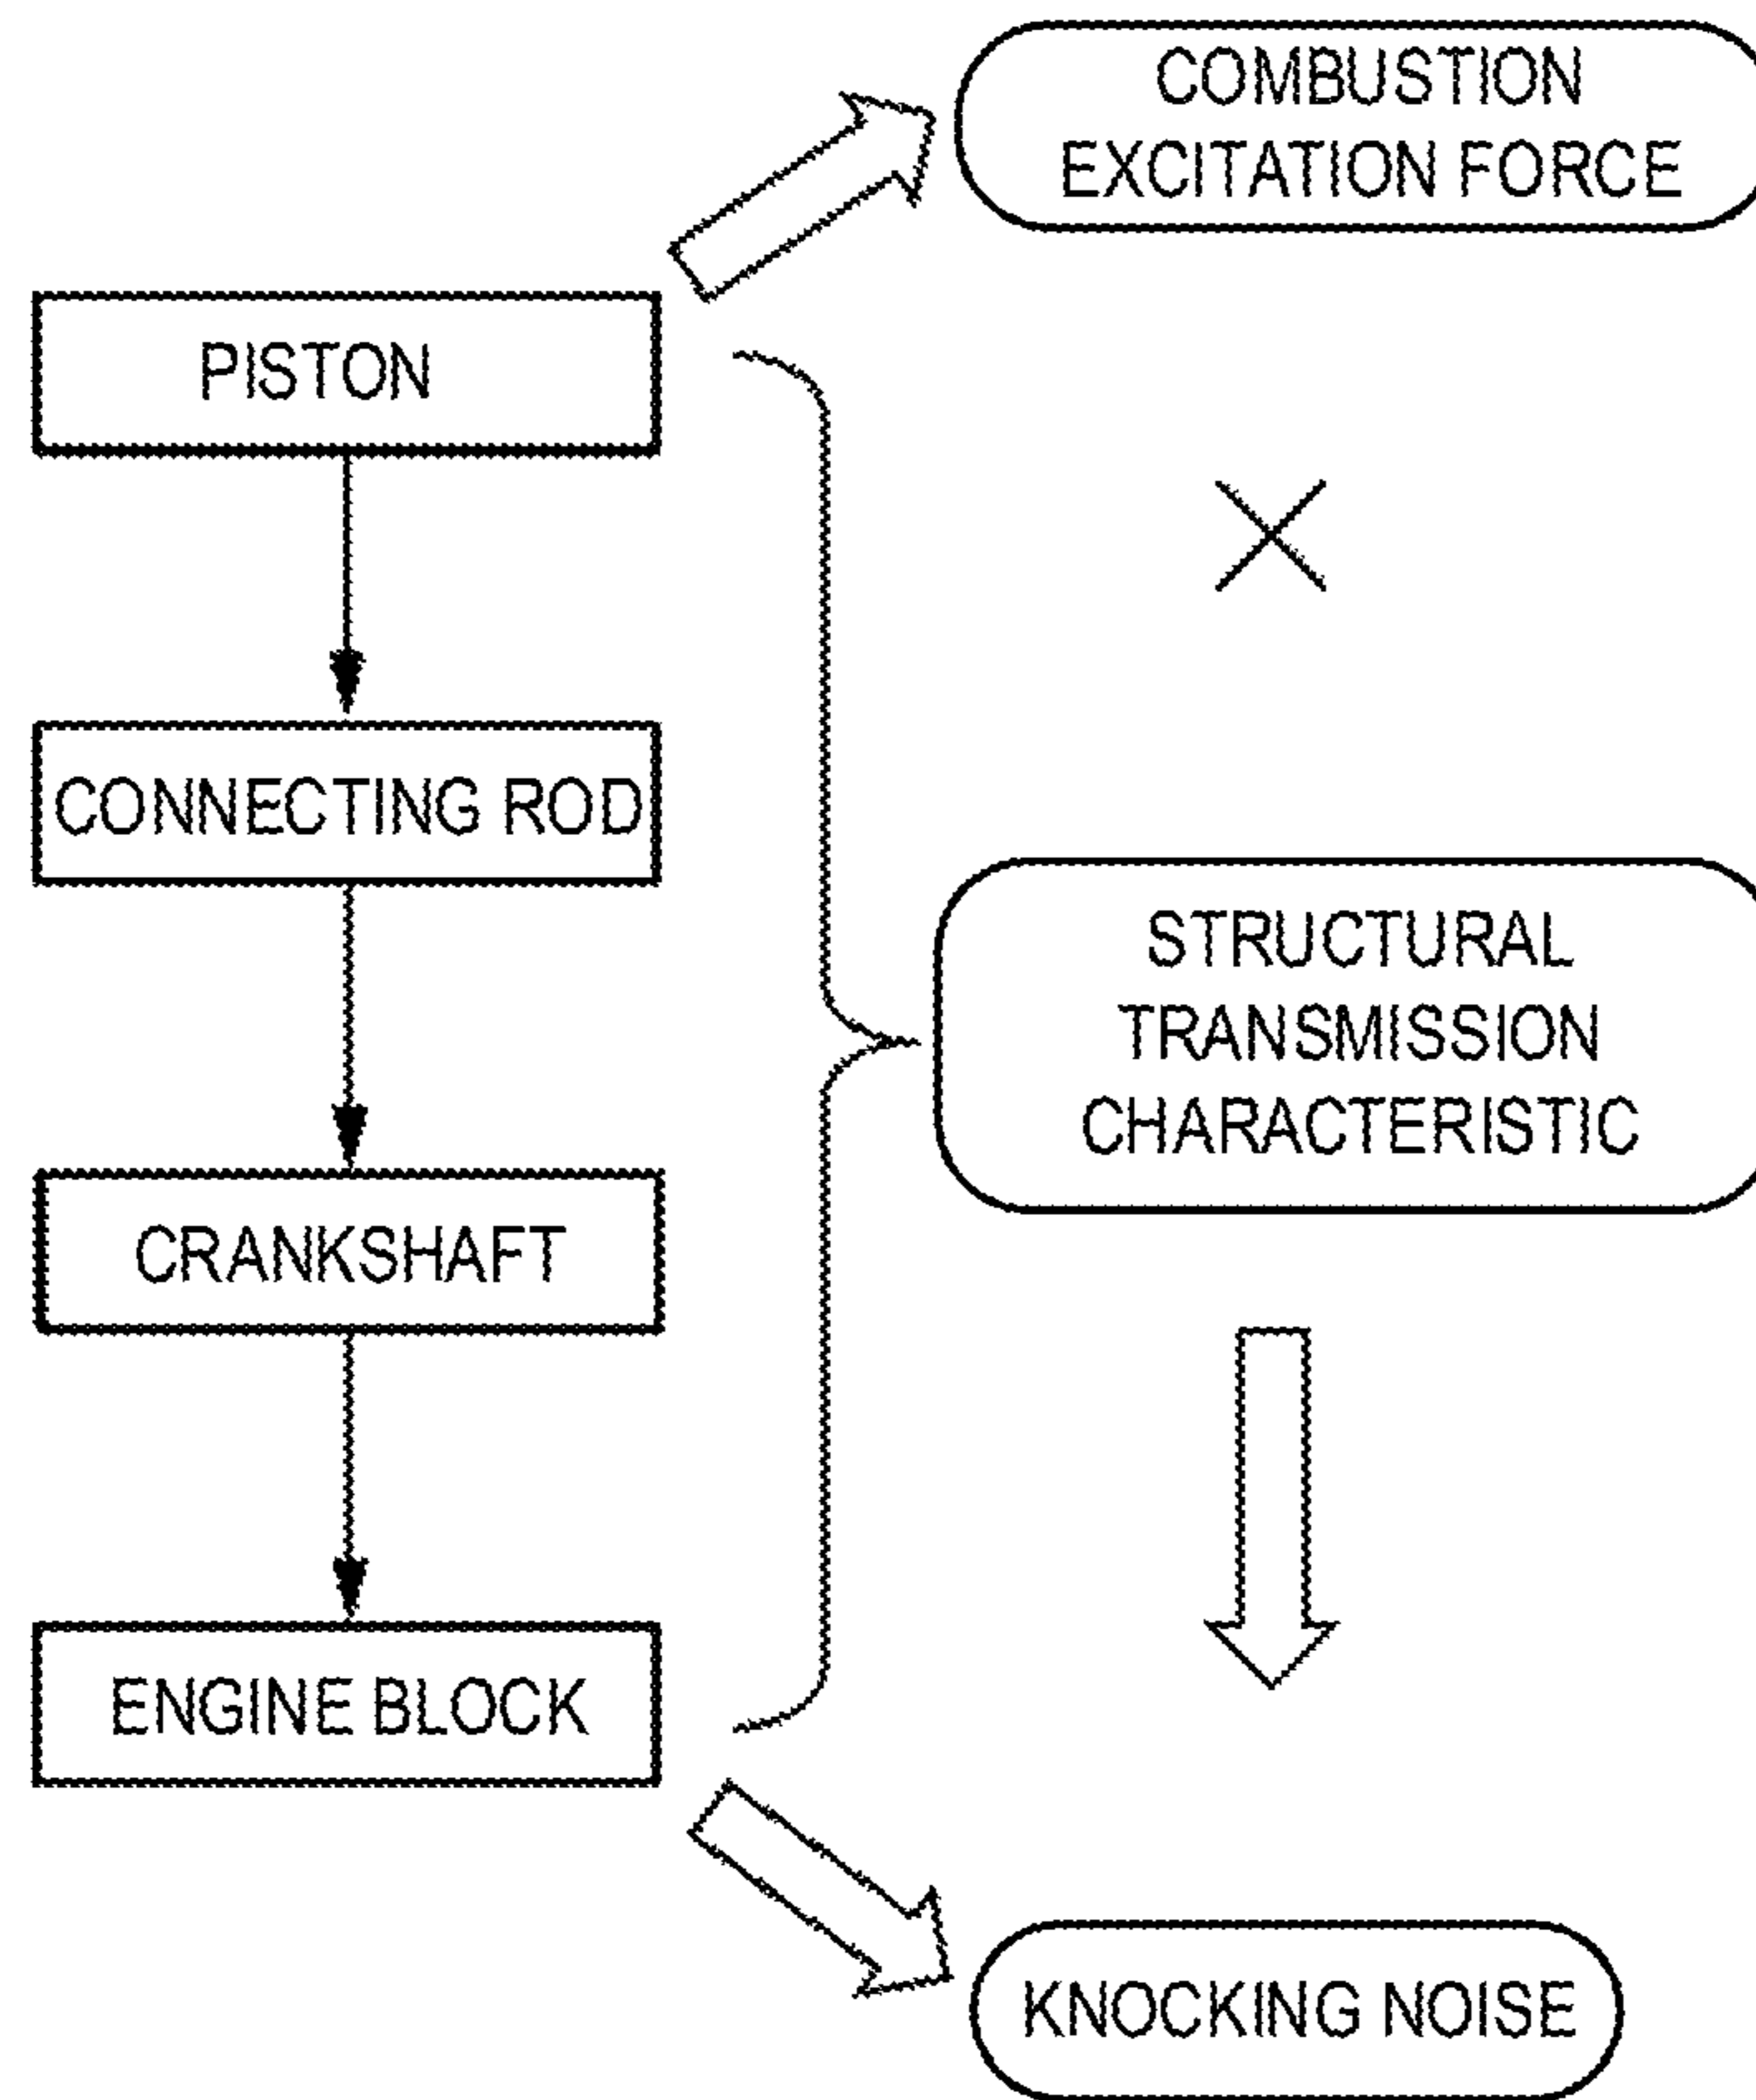 COMBUSTION
EXCITATION FORCE
PISTON
CONNECTING ROD
STRUCTURAL
TRANSMISSION
CHARACTERISTIC
CRANKSHAFT
ENGINE BLOCK
KNOCKING NOISE